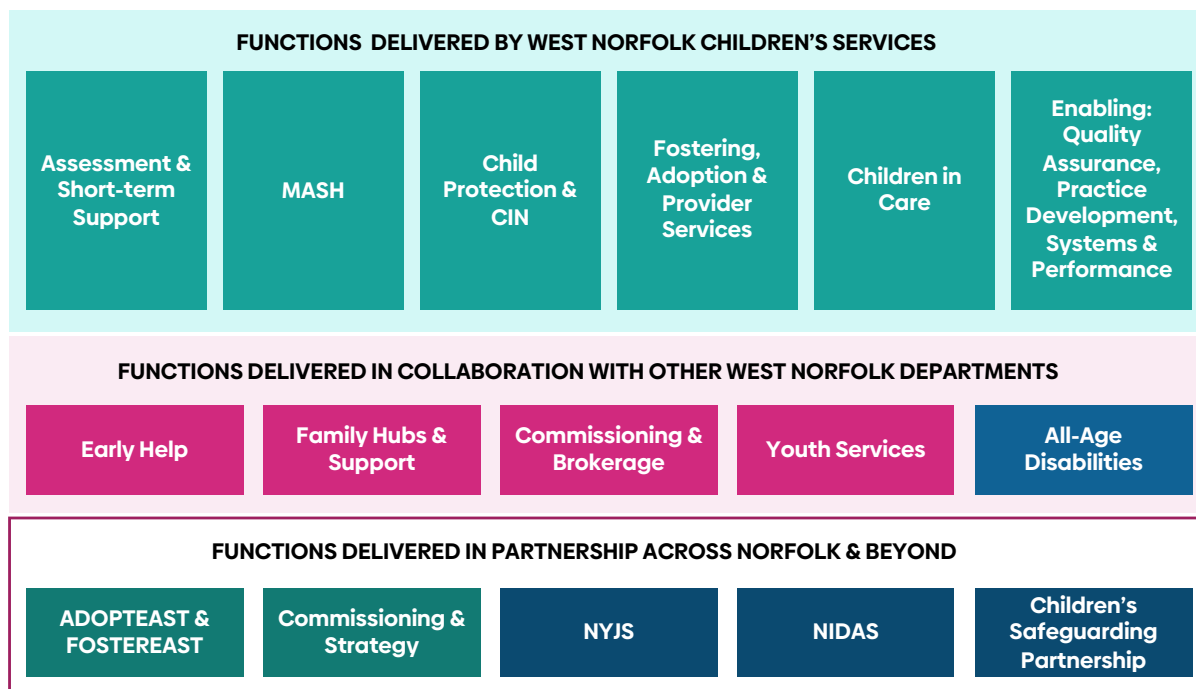 FUNCTIONS DELIVERED BY WEST NORFOLK CHILDREN’S SERVICES
Assessment &
Short-term
Support
MASH
Child
Protection &
CIN
Fostering,
Adoption &
Provider
Services
Children in
Care
Enabling:
Quality
Assurance,
Practice
Development,
Systems &
Performance
FUNCTIONS DELIVERED IN COLLABORATION WITH OTHER WEST NORFOLK DEPARTMENTS
Early Help
Family Hubs &
Support
Commissioning &
Brokerage
Youth Services
All-Age
Disabilities
FUNCTIONS DELIVERED IN PARTNERSHIP ACROSS NORFOLK & BEYOND
ADOPTEAST &
FOSTEREAST
Commissioning &
Strategy
NYJS
NIDAS
Children’s
Safeguarding
Partnership